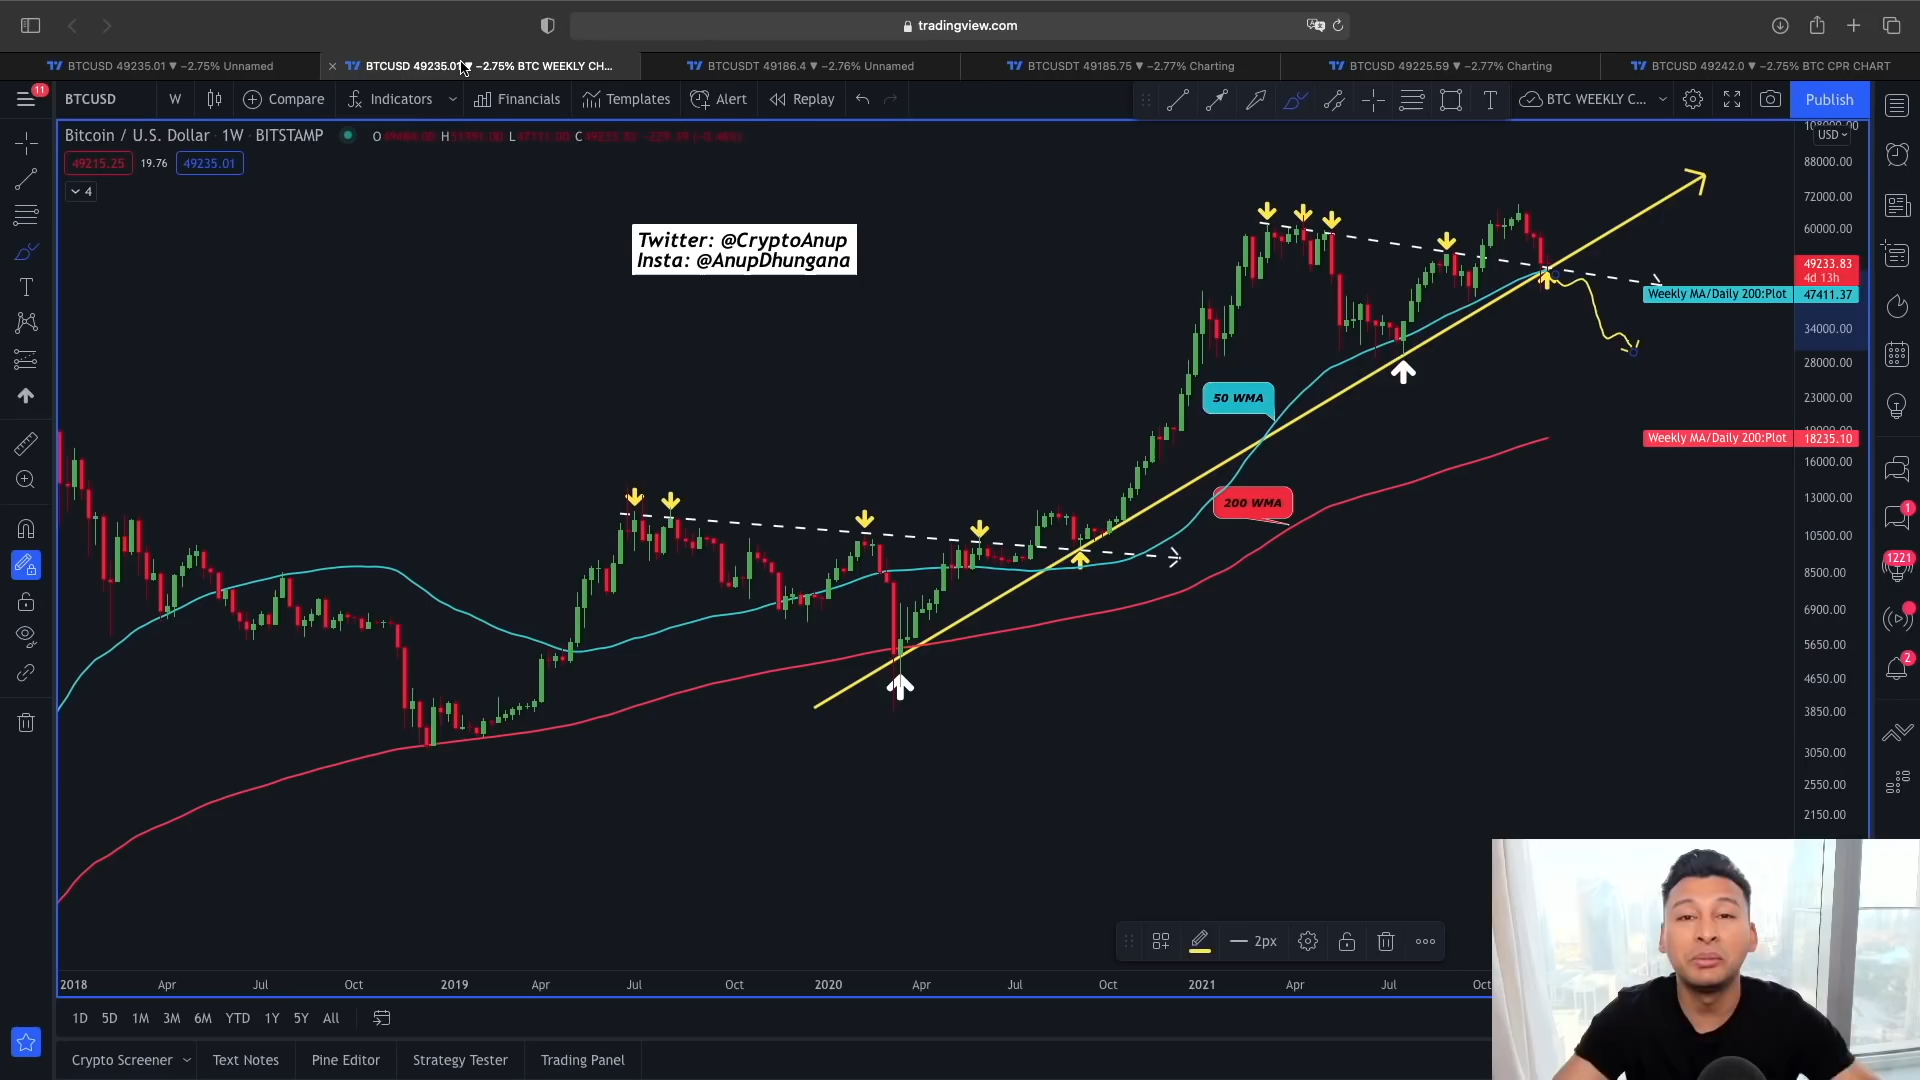 tradingview.com
BTCUSD 49235.01 ▼ −2.75% Unnamed
BTCUSD 49235.01 ▼ −2.75% BTC WEEKLY CH...
BTCUSDT 49186.4 ▼ −2.76% Unnamed
BTCUSDT 49185.75 ▼ −2.77% Charting
BTCUSD 49225.59 ▼ −2.77% Charting
BTCUSD 49242.0 ▼ −2.75% BTC CPR CHART
11
BTCUSD
W
Compare
Indicators
Financials
Templates
Alert
Replay
BTC WEEKLY C...
Publish
Bitcoin / U.S. Dollar 1W BITSTAMP
O
H
L
C
49215.25
19.76
49235.01
4
Twitter: @CryptoAnup
Insta: @AnupDhungana
50 WMA
200 WMA
USD
88000.00
72000.00
60000.00
49233.83
4d 13h
Weekly MA/Daily 200:Plot 47411.37
34000.00
28000.00
23000.00
Weekly MA/Daily 200:Plot 18235.10
16000.00
13000.00
10500.00
8500.00
6900.00
5650.00
4650.00
3850.00
3050.00
2550.00
2150.00
1
1221
2
2px
2018
Apr
Jul
Oct
2019
Apr
Jul
Oct
2020
Apr
Jul
Oct
2021
Apr
Jul
Oct
1D 5D 1M 3M 6M YTD 1Y 5Y All
Crypto Screener
Text Notes
Pine Editor
Strategy Tester
Trading Panel